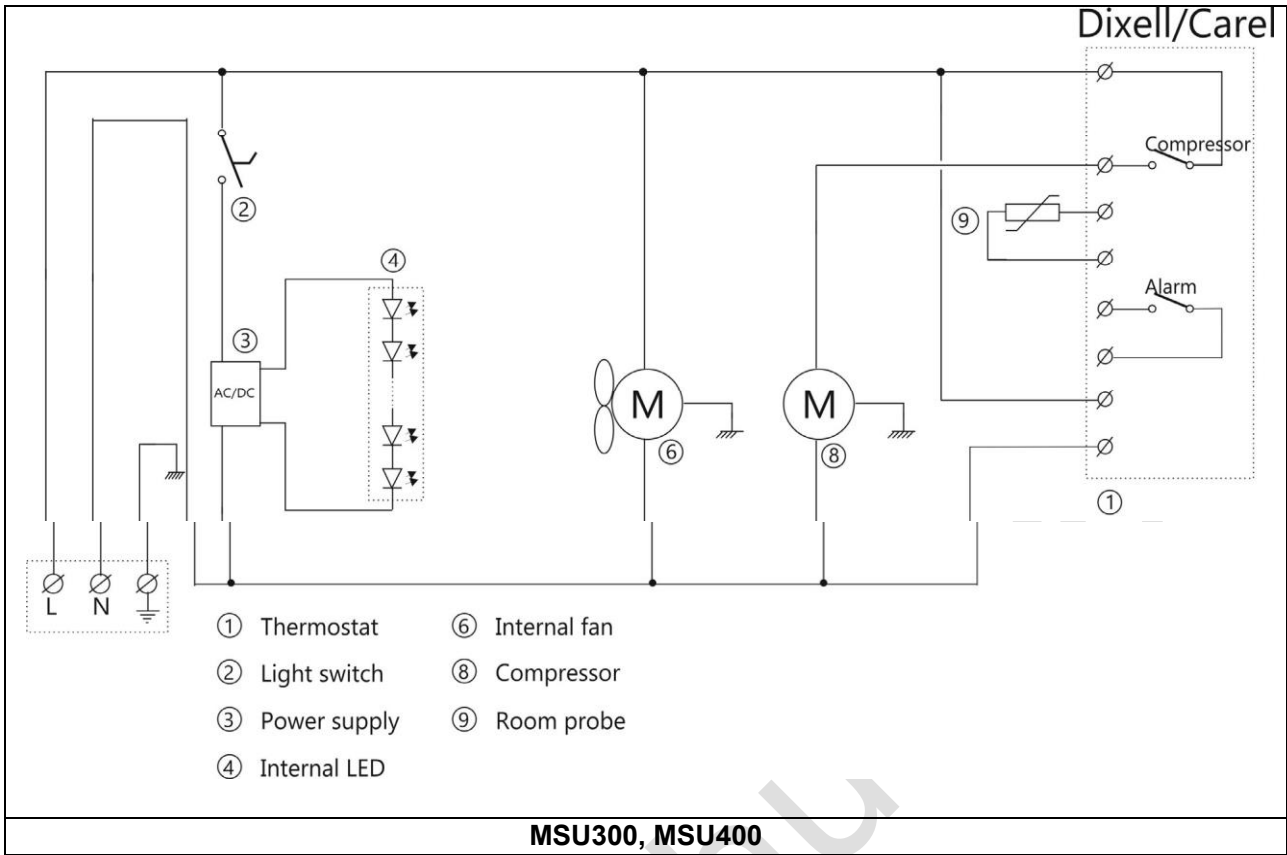 Dixell/Carel
Compressor
②
⑨
④
Alarm
③
AC/DC
M
M
⑥
⑧
①
L N
① Thermostat ⑥ Internal fan
② Light switch ⑧ Compressor
③ Power supply ⑨ Room probe
④ Internal LED
MSU300, MSU400